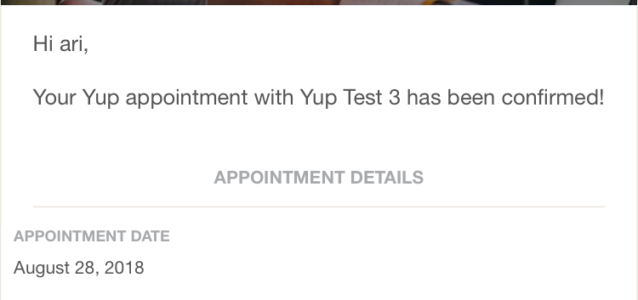 Hi ari,
Your Yup appointment with Yup Test 3 has been confirmed!
APPOINTMENT DETAILS
APPOINTMENT DATE
August 28, 2018